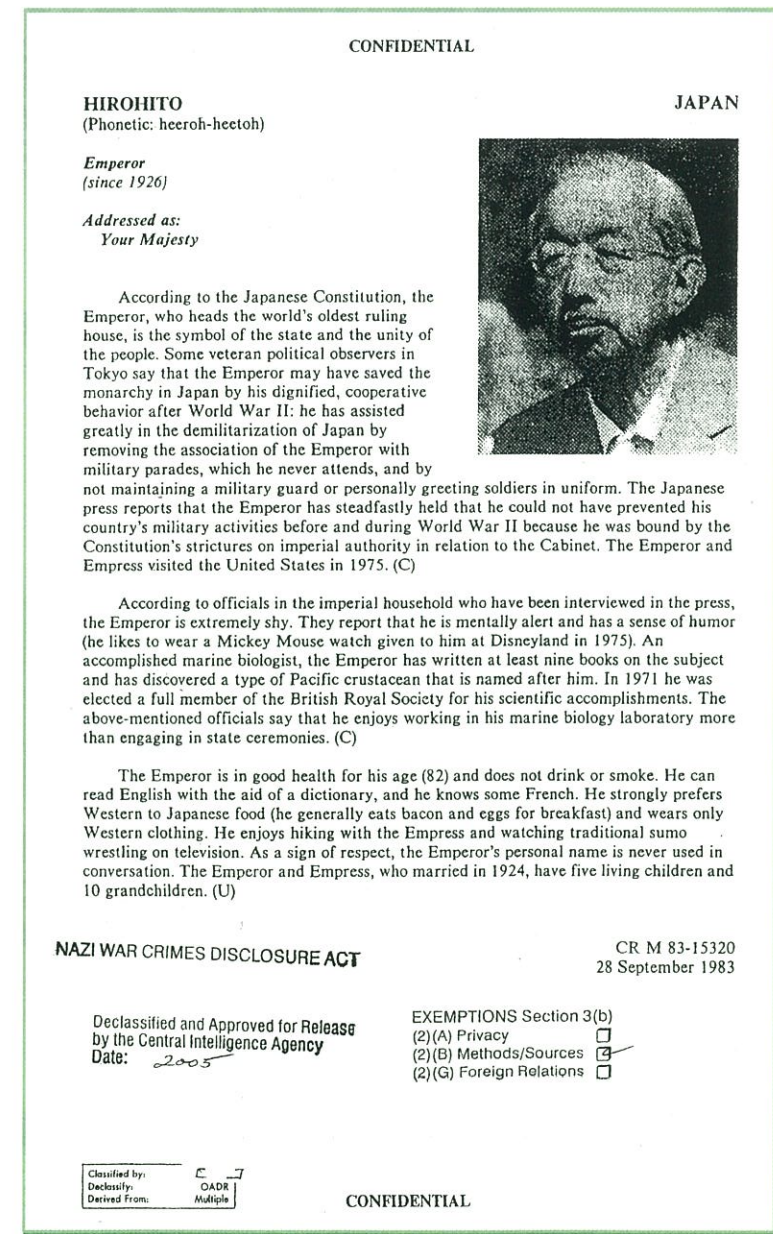 CONFIDENTIAL
HIROHITO
JAPAN
(Phonetic: heeroh-heetoh)
Emperor
(since 1926)
Addressed as:
Your Majesty
According to the Japanese Constitution, the
Emperor, who heads the world's oldest ruling
house, is the symbol of the state and the unity of
the people. Some veteran political observers in
Tokyo say that the Emperor may have saved the
monarchy in Japan by his dignified, cooperative
behavior after World War II: he has assisted
greatly in the demilitarization of Japan by
removing the association of the Emperor with
military parades, which he never attends, and by
not maintaining a military guard or personally greeting soldiers in uniform. The Japanese
press reports that the Emperor has steadfastly held that he could not have prevented his
country's military activities before and during World War II because he was bound by the
Constitution's strictures on imperial authority in relation to the Cabinet. The Emperor and
Empress visited the United States in 1975. (C)
According to officials in the imperial household who have been interviewed in the press,
the Emperor is extremely shy. They report that he is mentally alert and has a sense of humor
(he likes to wear a Mickey Mouse watch given to him at Disneyland in 1975). An
accomplished marine biologist, the Emperor has written at least nine books on the subject
and has discovered a type of Pacific crustacean that is named after him. In 1971 he was
elected a full member of the British Royal Society for his scientific accomplishments. The
above-mentioned officials say that he enjoys working in his marine biology laboratory more
than engaging in state ceremonies. (C)
The Emperor is in good health for his age (82) and does not drink or smoke. He can
read English with the aid of a dictionary, and he knows some French. He strongly prefers
Western to Japanese food (he generally eats bacon and eggs for breakfast) and wears only
Western clothing. He enjoys hiking with the Empress and watching traditional sumo
wrestling on television. As a sign of respect, the Emperor's personal name is never used in
conversation. The Emperor and Empress, who married in 1924, have five living children and
10 grandchildren. (U)
NAZI WAR CRIMES DISCLOSURE ACT
CR M 83-15320
28 September 1983
Declassified and Approved for Release
by the Central Intelligence Agency
Date: 2005
EXEMPTIONS Section 3(b)
(2)(A) Privacy
(2)(B) Methods/Sources
(2)(G) Foreign Relations
Classified by:
Declassify: OADR
Derived From: Multiple
CONFIDENTIAL